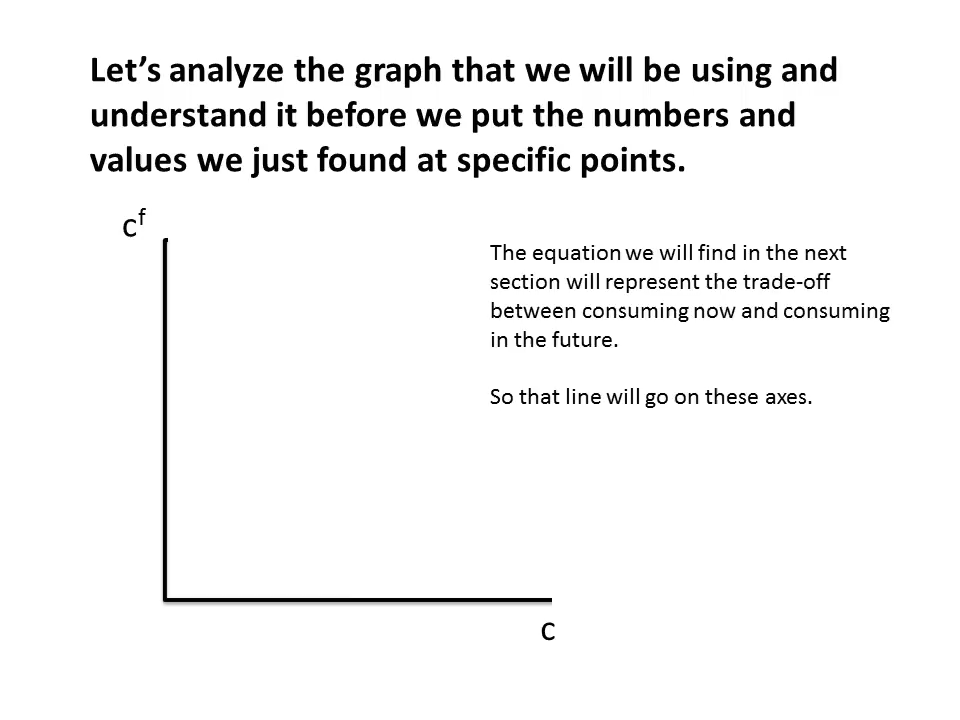 Let’s analyze the graph that we will be using and
understand it before we put the numbers and
values we just found at specific points.
cᶠ
The equation we will find in the next
section will represent the trade-off
between consuming now and consuming
in the future.
So that line will go on these axes.
c